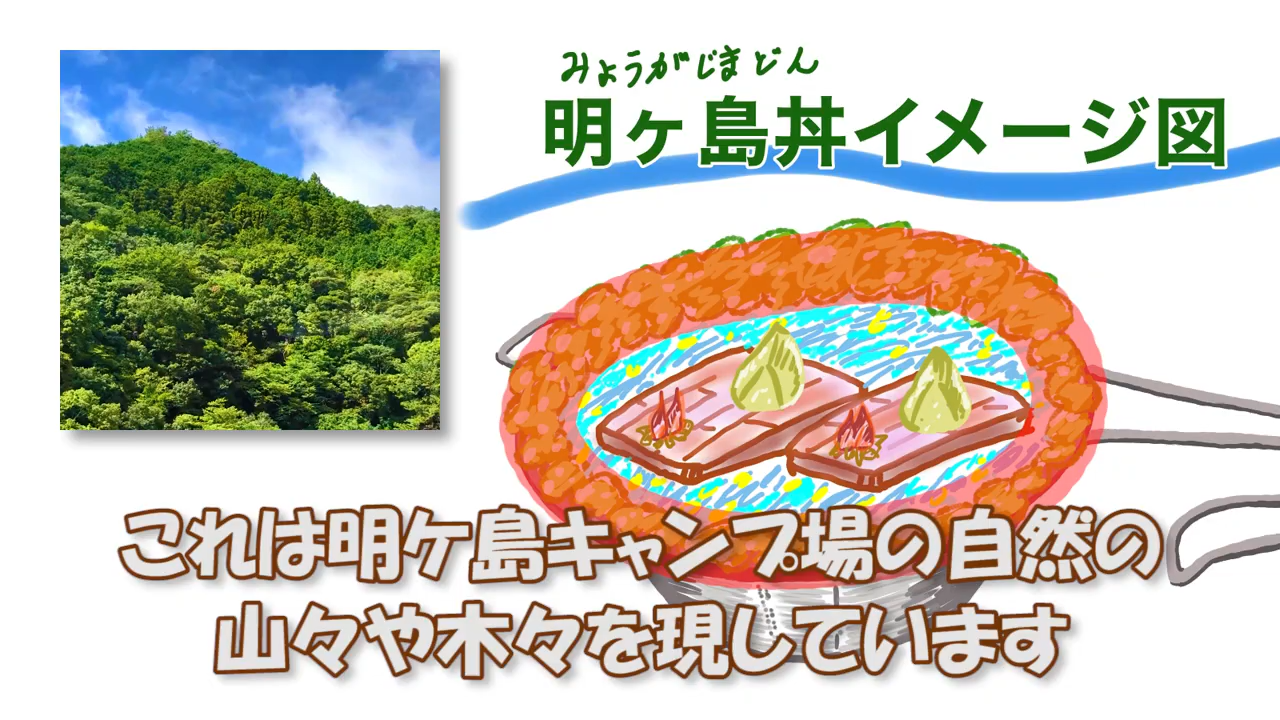 みょうがじまどん
明ヶ島丼イメージ図
これは明ケ島キャンプ場の自然の
山々や木々を現しています